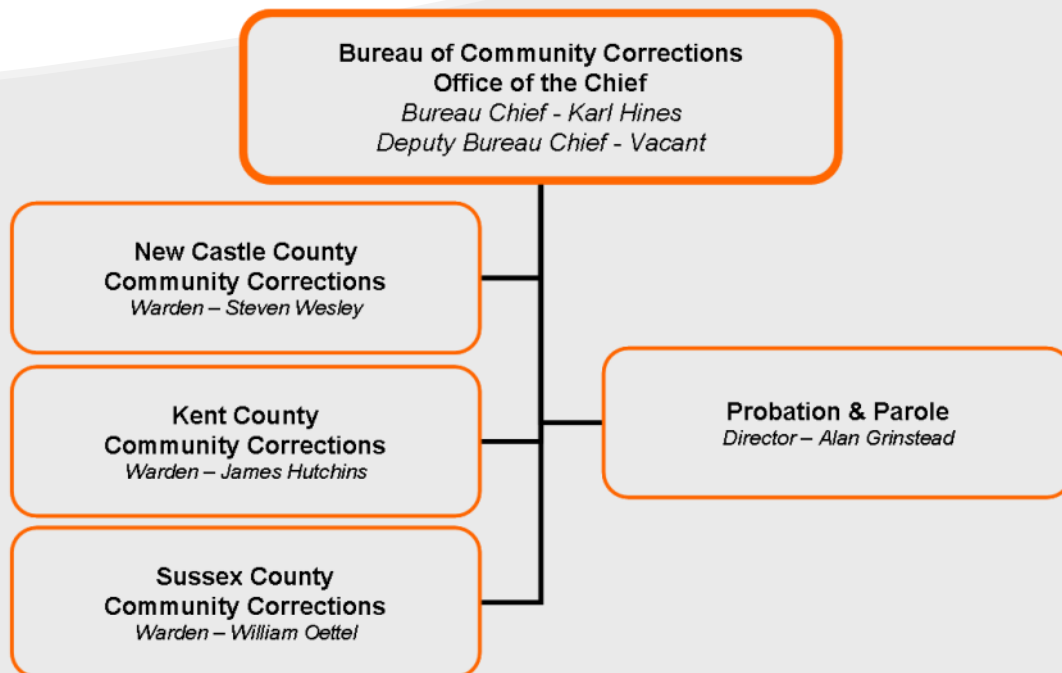 Bureau of Community Corrections
Office of the Chief
Bureau Chief - Karl Hines
Deputy Bureau Chief - Vacant
New Castle County
Community Corrections
Warden – Steven Wesley
Kent County
Community Corrections
Warden – James Hutchins
Sussex County
Community Corrections
Warden – William Oettel
Probation & Parole
Director – Alan Grinstead